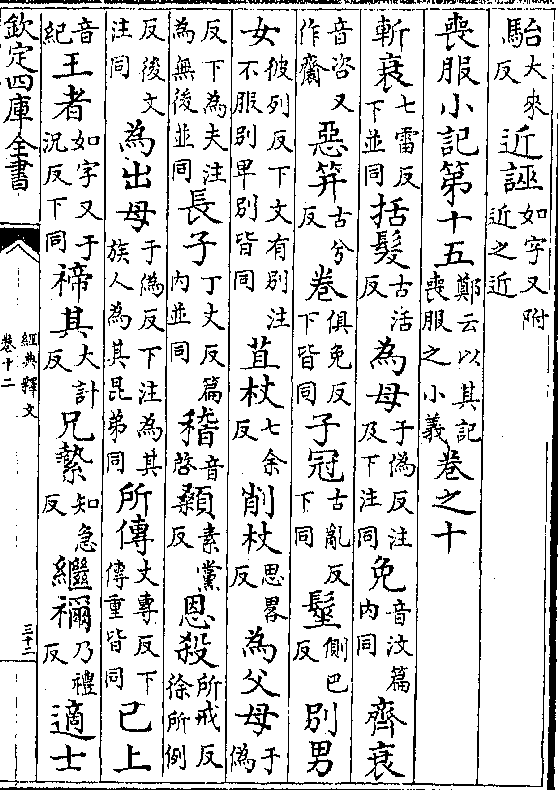 駘大來反近誣如字又附近之近
喪服小記第十五鄭云以其記喪服之小義卷之十
斬衰七雷反下並同括髮古活反為母于偽反注及下注同免音汶篇内同齊衰
音咨又作齋惡笄古兮反卷俱免反下皆同子冠古亂反下同髽側巴反別男
女彼列反下文有別注不服別卑別皆同苴杖七余反削杖思畧反為父母于偽
反下為夫注為無後並同長子丁丈反篇内並同稽音啓顙素黨反恩殺所戒反徐所例
反後文注同為出母于偽反下注為其族人為其昆弟同所傳丈專反下傳重皆同已上
音紀王者如字又于況反下同禘其大計反兄縶知急反繼禰乃禮反適士
欽定四庫全書
經典釋文
卷十二
三十二